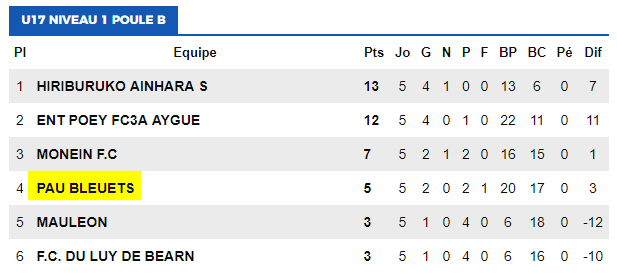 U17 NIVEAU 1 POULE B
Pl Equipe Pts Jo G N P F BP BC Pé Dif
1 HIRIBURUKO AINHARA S 13 5 4 1 0 0 13 6 0 7
2 ENT POEY FC3A AYGUE 12 5 4 0 1 0 22 11 0 11
3 MONEIN F.C 7 5 2 1 2 0 16 15 0 1
4 PAU BLEUETS 5 5 2 0 2 1 20 17 0 3
5 MAULEON 3 5 1 0 4 0 6 18 0 -12
6 F.C. DU LUY DE BEARN 3 5 1 0 4 0 6 16 0 -10